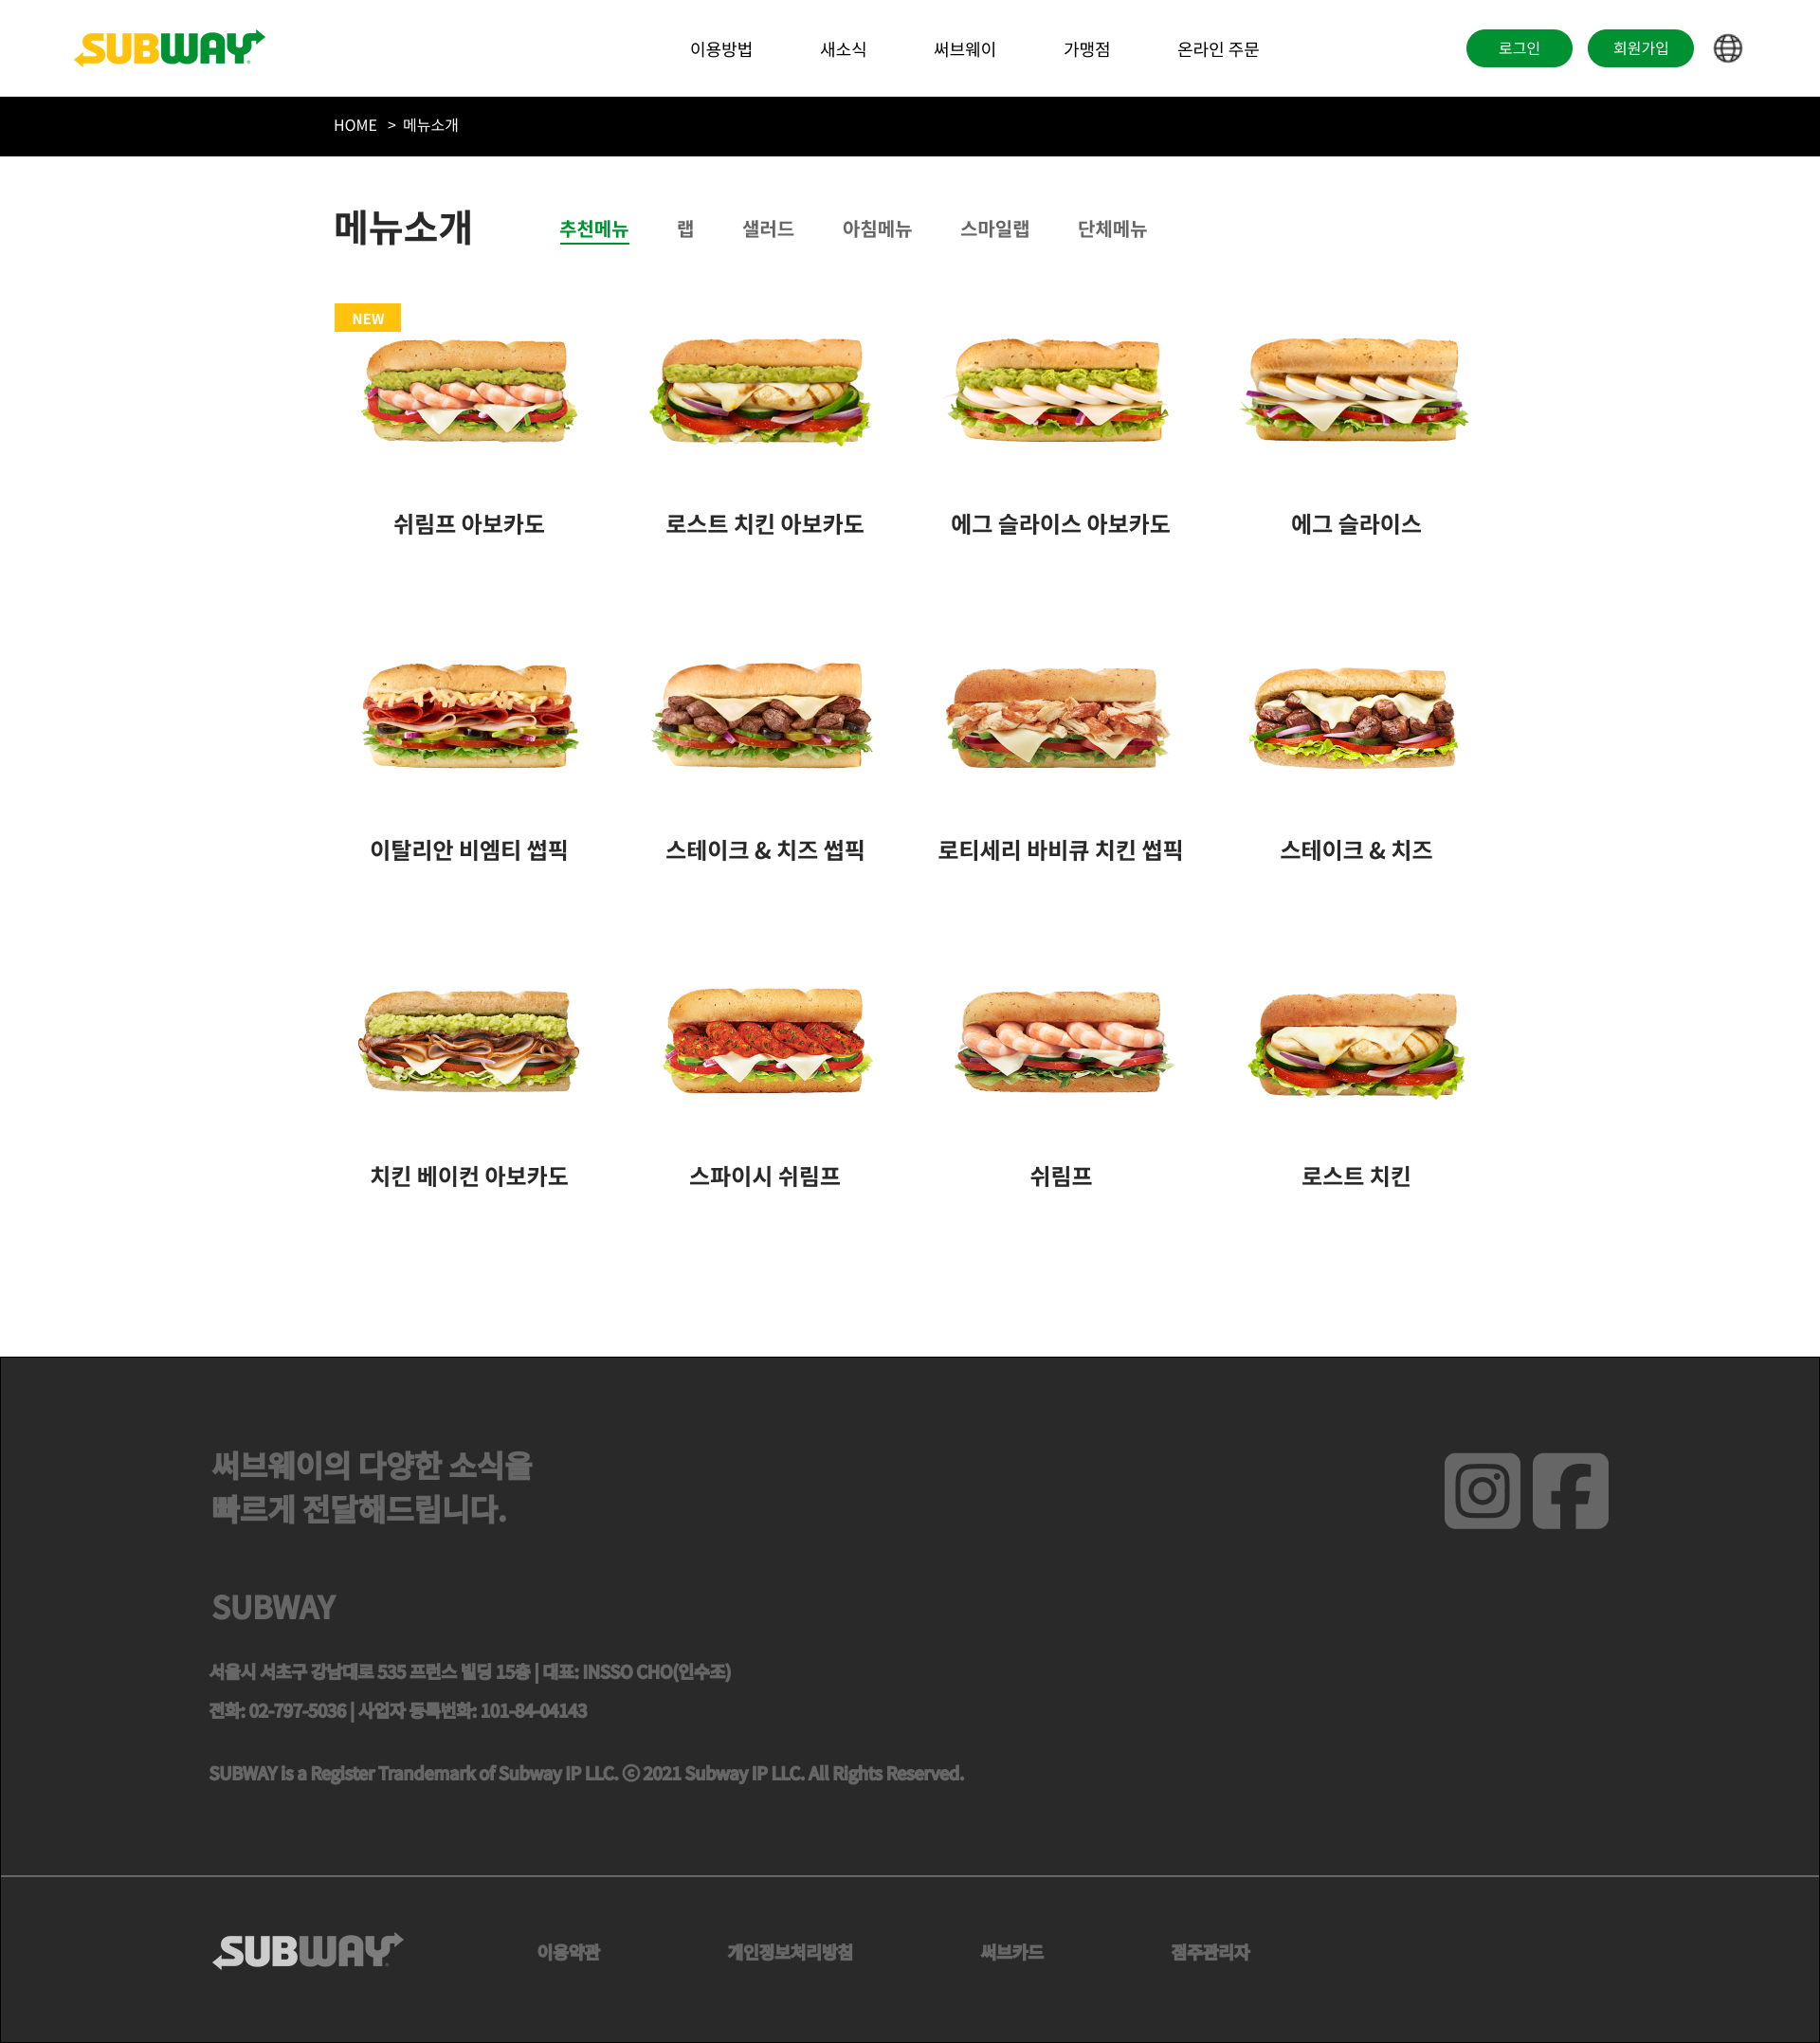 SUBWAY
이용방법 새소식 써브웨이 가맹점 온라인 주문
로그인 회원가입
HOME > 메뉴소개
메뉴소개
추천메뉴 랩 샐러드 아침메뉴 스마일랩 단체메뉴
NEW
쉬림프 아보카도 로스트 치킨 아보카도 에그 슬라이스 아보카도 에그 슬라이스
이탈리안 비엠티 썹픽 스테이크 & 치즈 썹픽 로티세리 바비큐 치킨 썹픽 스테이크 & 치즈
치킨 베이컨 아보카도 스파이시 쉬림프 쉬림프 로스트 치킨
써브웨이의 다양한 소식을
빠르게 전달해드립니다.
SUBWAY
서울시 서초구 강남대로 535 프런스 빌딩 15층 | 대표: INSSO CHO(인수조)
전화: 02-797-5036 | 사업자 등록번화: 101-84-04143
SUBWAY is a Register Trandemark of Subway IP LLC. ⓒ 2021 Subway IP LLC. All Rights Reserved.
SUBWAY 이용약관 개인정보처리방침 써브카드 점주관리자